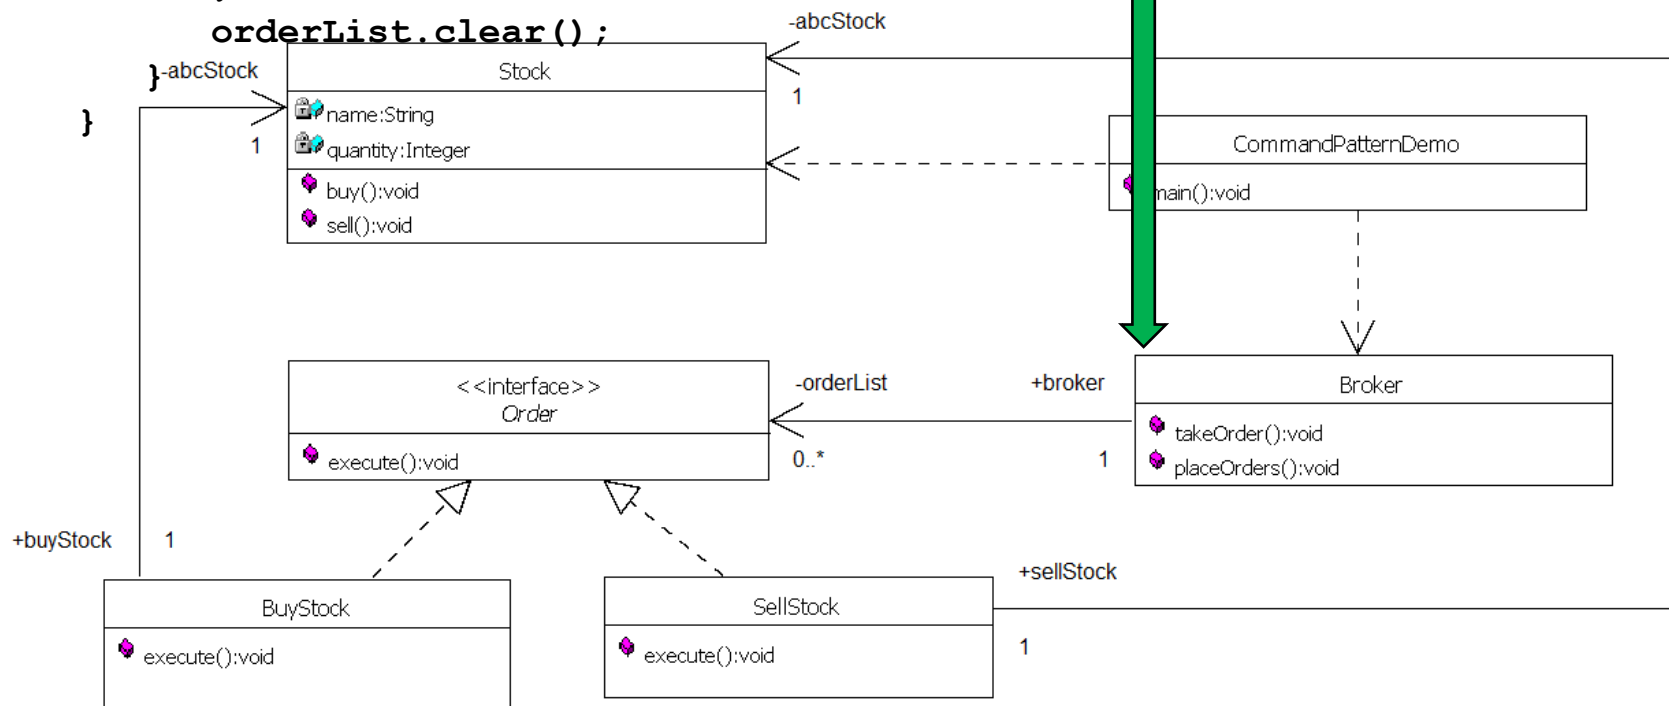 orderList.clear();
}
}
-abcStock
1
-abcStock
1
Stock
name:String
quantity:Integer
buy():void
sell():void
CommandPatternDemo
main():void
<<interface>>
Order
execute():void
-orderList
0..*
+broker
1
Broker
takeOrder():void
placeOrders():void
+buyStock
1
BuyStock
execute():void
SellStock
execute():void
+sellStock
1